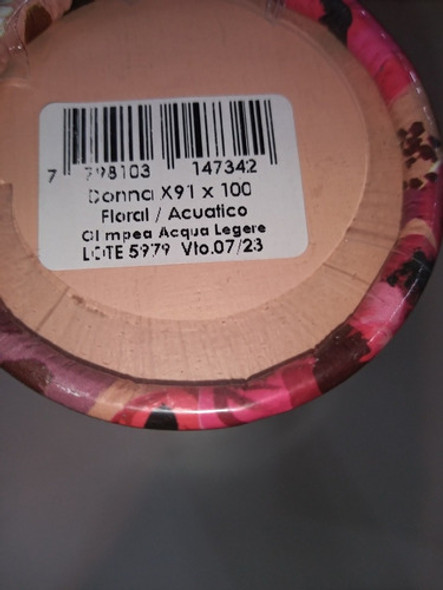 7 798103 147342
Donna X91 x 100
Floral / Acuatico
Olimpea Acqua Legere
LOTE 5979 Vto.07/23